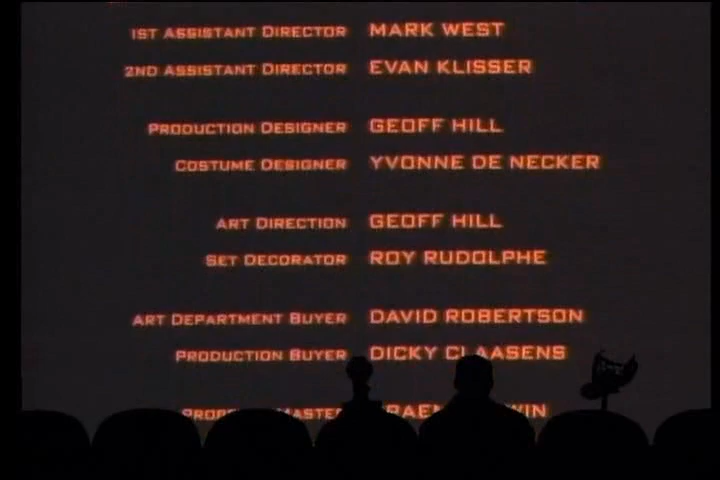 1ST ASSISTANT DIRECTOR MARK WEST
2ND ASSISTANT DIRECTOR EVAN KLISSER
PRODUCTION DESIGNER GEOFF HILL
COSTUME DESIGNER YVONNE DE NECKER
ART DIRECTION GEOFF HILL
SET DECORATOR ROY RUDOLPHE
ART DEPARTMENT BUYER DAVID ROBERTSON
PRODUCTION BUYER DICKY CLAASENS